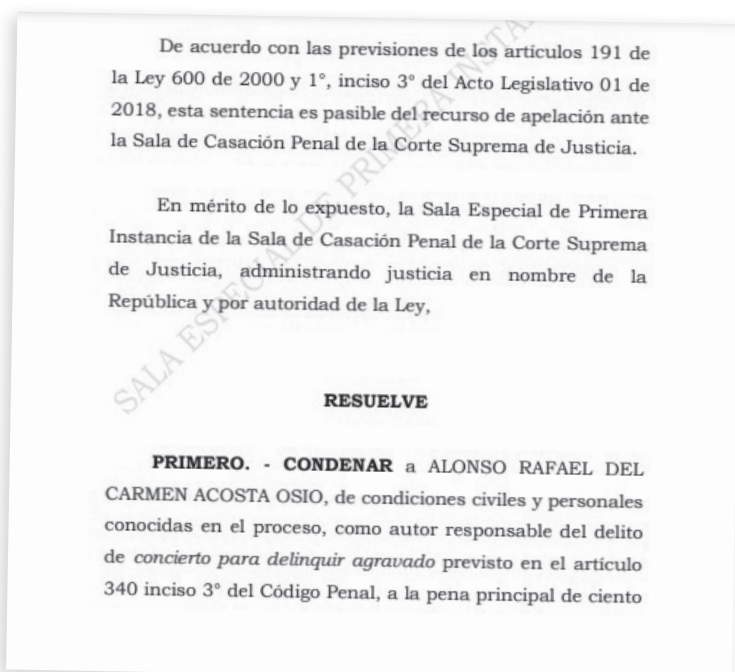 De acuerdo con las previsiones de los artículos 191 de
la Ley 600 de 2000 y 1°, inciso 3° del Acto Legislativo 01 de
2018, esta sentencia es pasible del recurso de apelación ante
la Sala de Casación Penal de la Corte Suprema de Justicia.
En mérito de lo expuesto, la Sala Especial de Primera
Instancia de la Sala de Casación Penal de la Corte Suprema
de Justicia, administrando justicia en nombre de la
República y por autoridad de la Ley,
SALA ESPECIAL DE PRIMERA INSTA
RESUELVE
PRIMERO. - CONDENAR a ALONSO RAFAEL DEL
CARMEN ACOSTA OSIO, de condiciones civiles y personales
conocidas en el proceso, como autor responsable del delito
de concierto para delinquir agravado previsto en el artículo
340 inciso 3° del Código Penal, a la pena principal de ciento